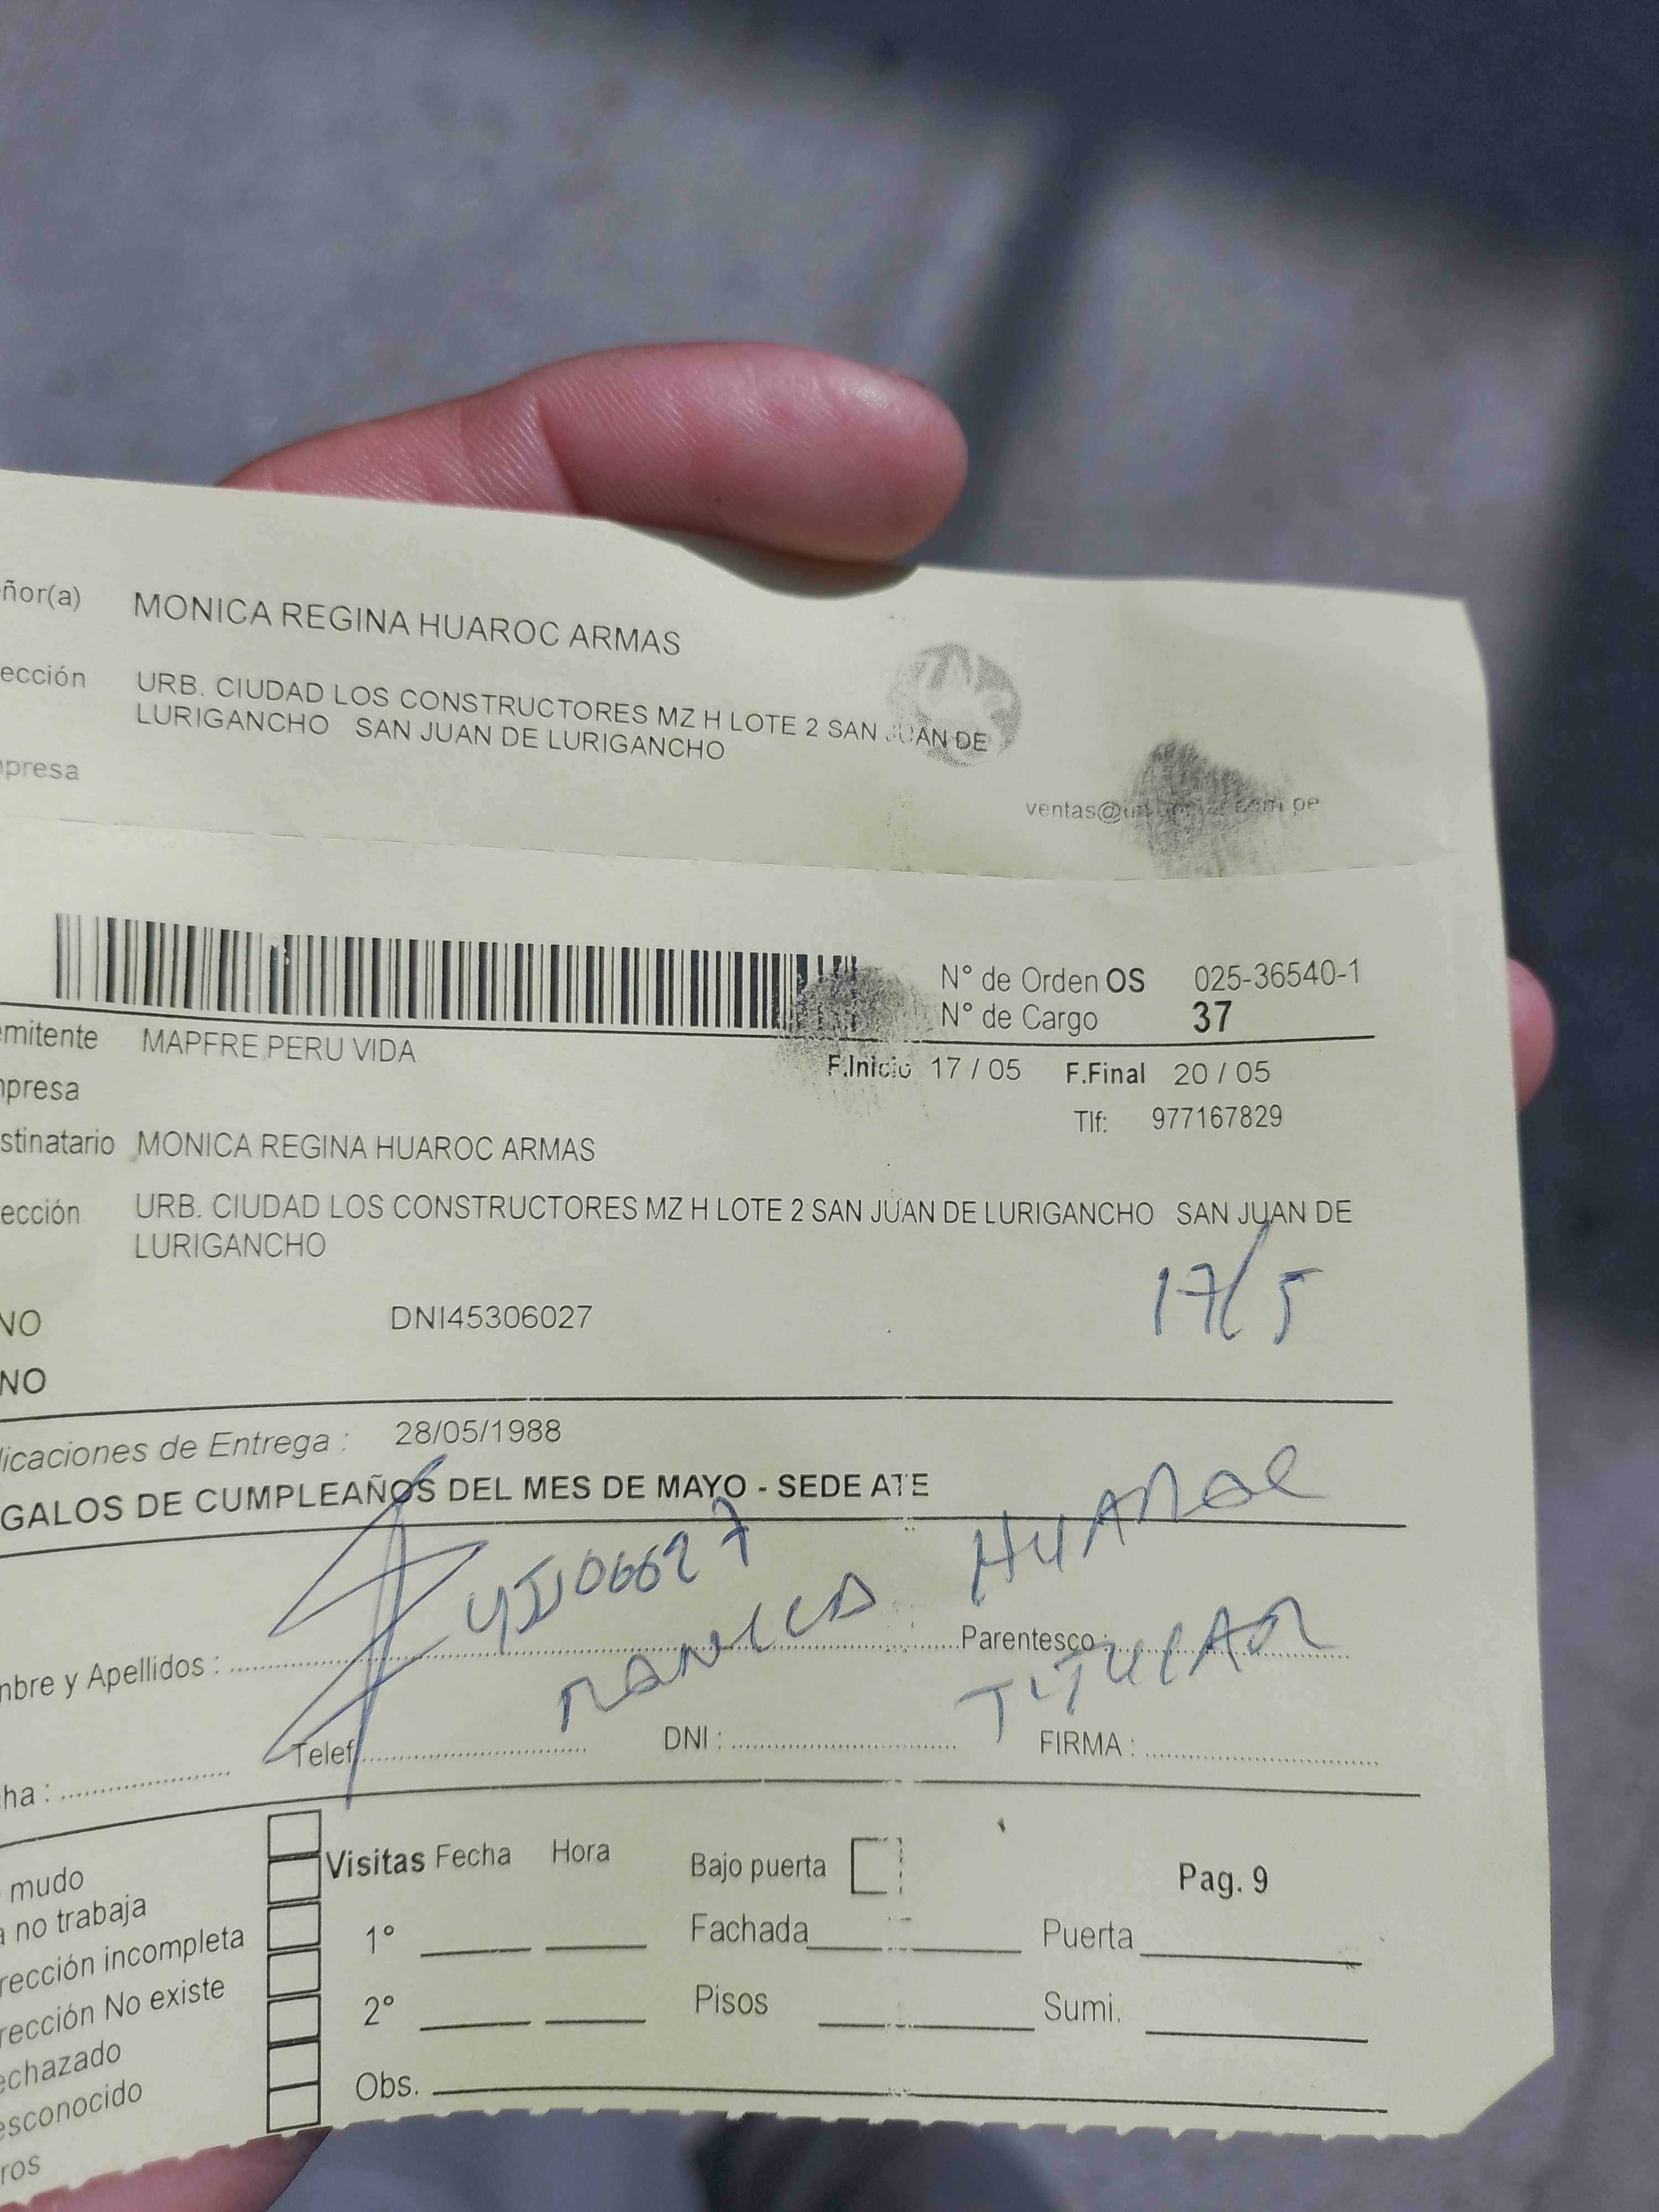 ñor(a) MONICA REGINA HUAROC ARMAS
ección URB. CIUDAD LOS CONSTRUCTORES MZ H LOTE 2 SAN JUAN DE
LURIGANCHO SAN JUAN DE LURIGANCHO
presa
ventas@
N° de Orden OS 025-36540-1
N° de Cargo 37
mitente MAPFRE PERU VIDA
F.Inicio 17 / 05 F.Final 20 / 05
presa
Tlf: 977167829
stinatario MONICA REGINA HUAROC ARMAS
ección URB. CIUDAD LOS CONSTRUCTORES MZ H LOTE 2 SAN JUAN DE LURIGANCHO SAN JUAN DE
LURIGANCHO
17/5
NO DNI45306027
NO
licaciones de Entrega : 28/05/1988
GALOS DE CUMPLEAÑOS DEL MES DE MAYO - SEDE ATE
HUAROC
mbre y Apellidos : Parentesco : TITULAR
cha : Telef. DNI : FIRMA :
mudo
no trabaja
rección incompleta
rección No existe
echazado
esconocido
ros
Visitas Fecha Hora Bajo puerta Pag. 9
1° Fachada Puerta
2° Pisos Sumi.
Obs.